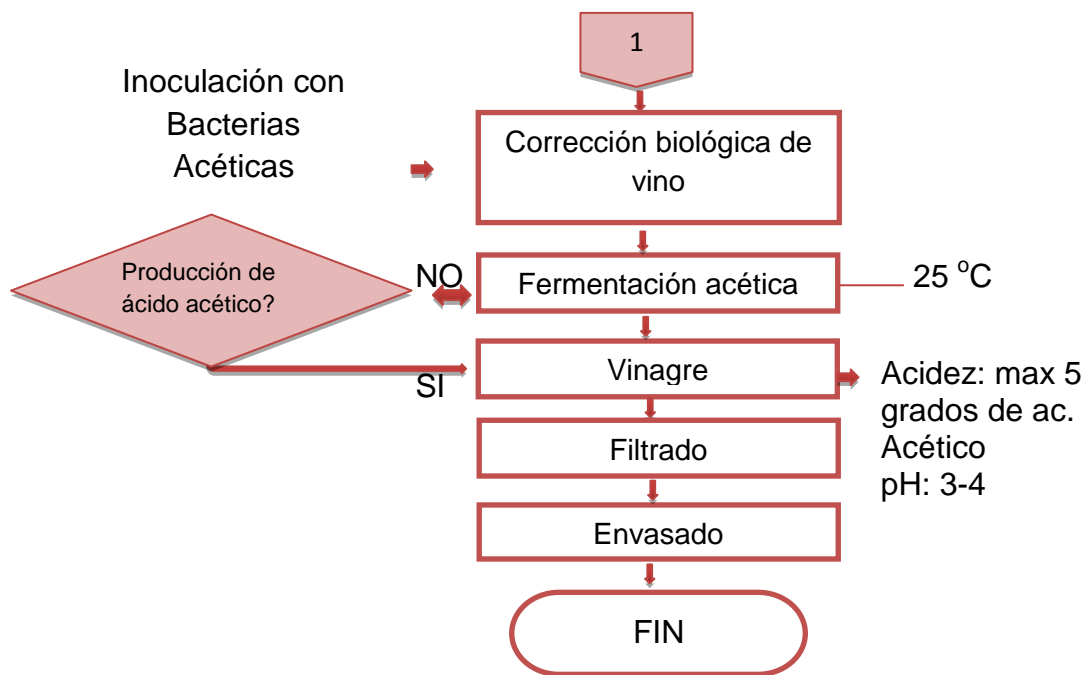 1
Inoculación con
Bacterias
Acéticas
Corrección biológica de
vino
Producción de
ácido acético?
NO
Fermentación acética
25 °C
SI
Vinagre
Acidez: max 5
grados de ac.
Acético
pH: 3-4
Filtrado
Envasado
FIN